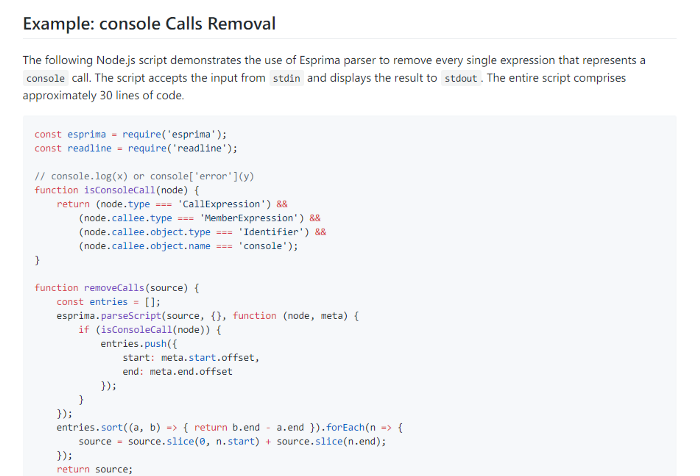 Example: console Calls Removal
The following Node.js script demonstrates the use of Esprima parser to remove every single expression that represents a
console call. The script accepts the input from stdin and displays the result to stdout . The entire script comprises
approximately 30 lines of code.
const esprima = require('esprima');
const readline = require('readline');
// console.log(x) or console['error'](y)
function isConsoleCall(node) {
    return (node.type === 'CallExpression') &&
        (node.callee.type === 'MemberExpression') &&
        (node.callee.object.type === 'Identifier') &&
        (node.callee.object.name === 'console');
}
function removeCalls(source) {
    const entries = [];
    esprima.parseScript(source, {}, function (node, meta) {
        if (isConsoleCall(node)) {
            entries.push({
                start: meta.start.offset,
                end: meta.end.offset
            });
        }
    });
    entries.sort((a, b) => { return b.end - a.end }).forEach(n => {
        source = source.slice(0, n.start) + source.slice(n.end);
    });
    return source;